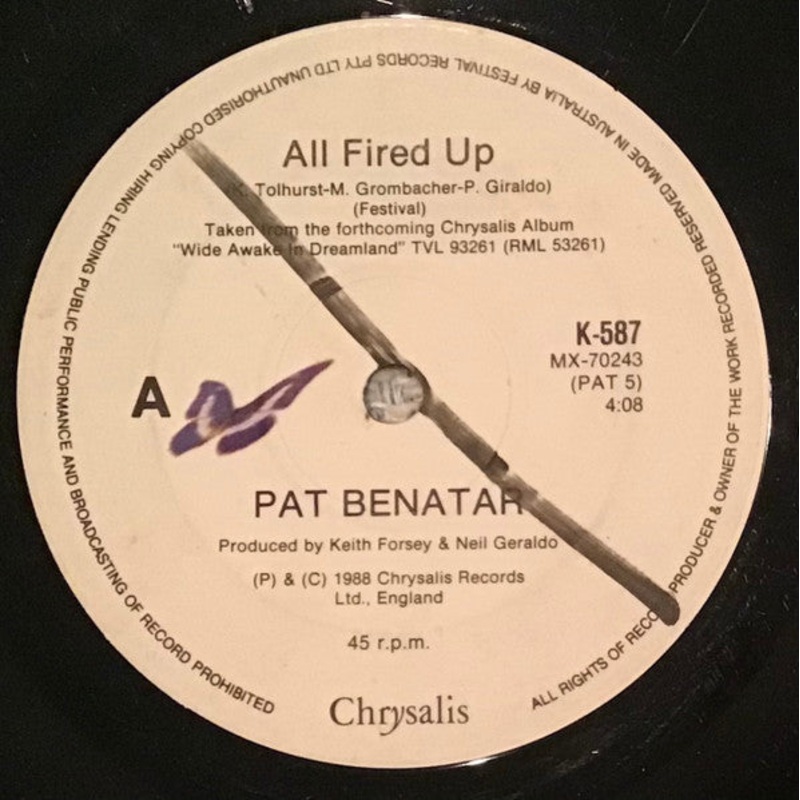 All Fired Up
(K. Tolhurst-M. Grombacher-P. Giraldo)
(Festival)
Taken from the forthcoming Chrysalis Album
"Wide Awake In Dreamland" TVL 93261 (RML 53261)
K-587
MX-70243
(PAT 5)
4:08
A
PAT BENATAR
Produced by Keith Forsey & Neil Geraldo
(P) & (C) 1988 Chrysalis Records
Ltd., England
45 r.p.m.
Chrysalis
ALL RIGHTS OF RECORD PRODUCER & OWNER OF THE WORK RECORDED RESERVED MADE IN AUSTRALIA BY FESTIVAL RECORDS PTY LTD UNAUTHORISED COPYING HIRING LENDING PUBLIC PERFORMANCE AND BROADCASTING OF RECORD PROHIBITED